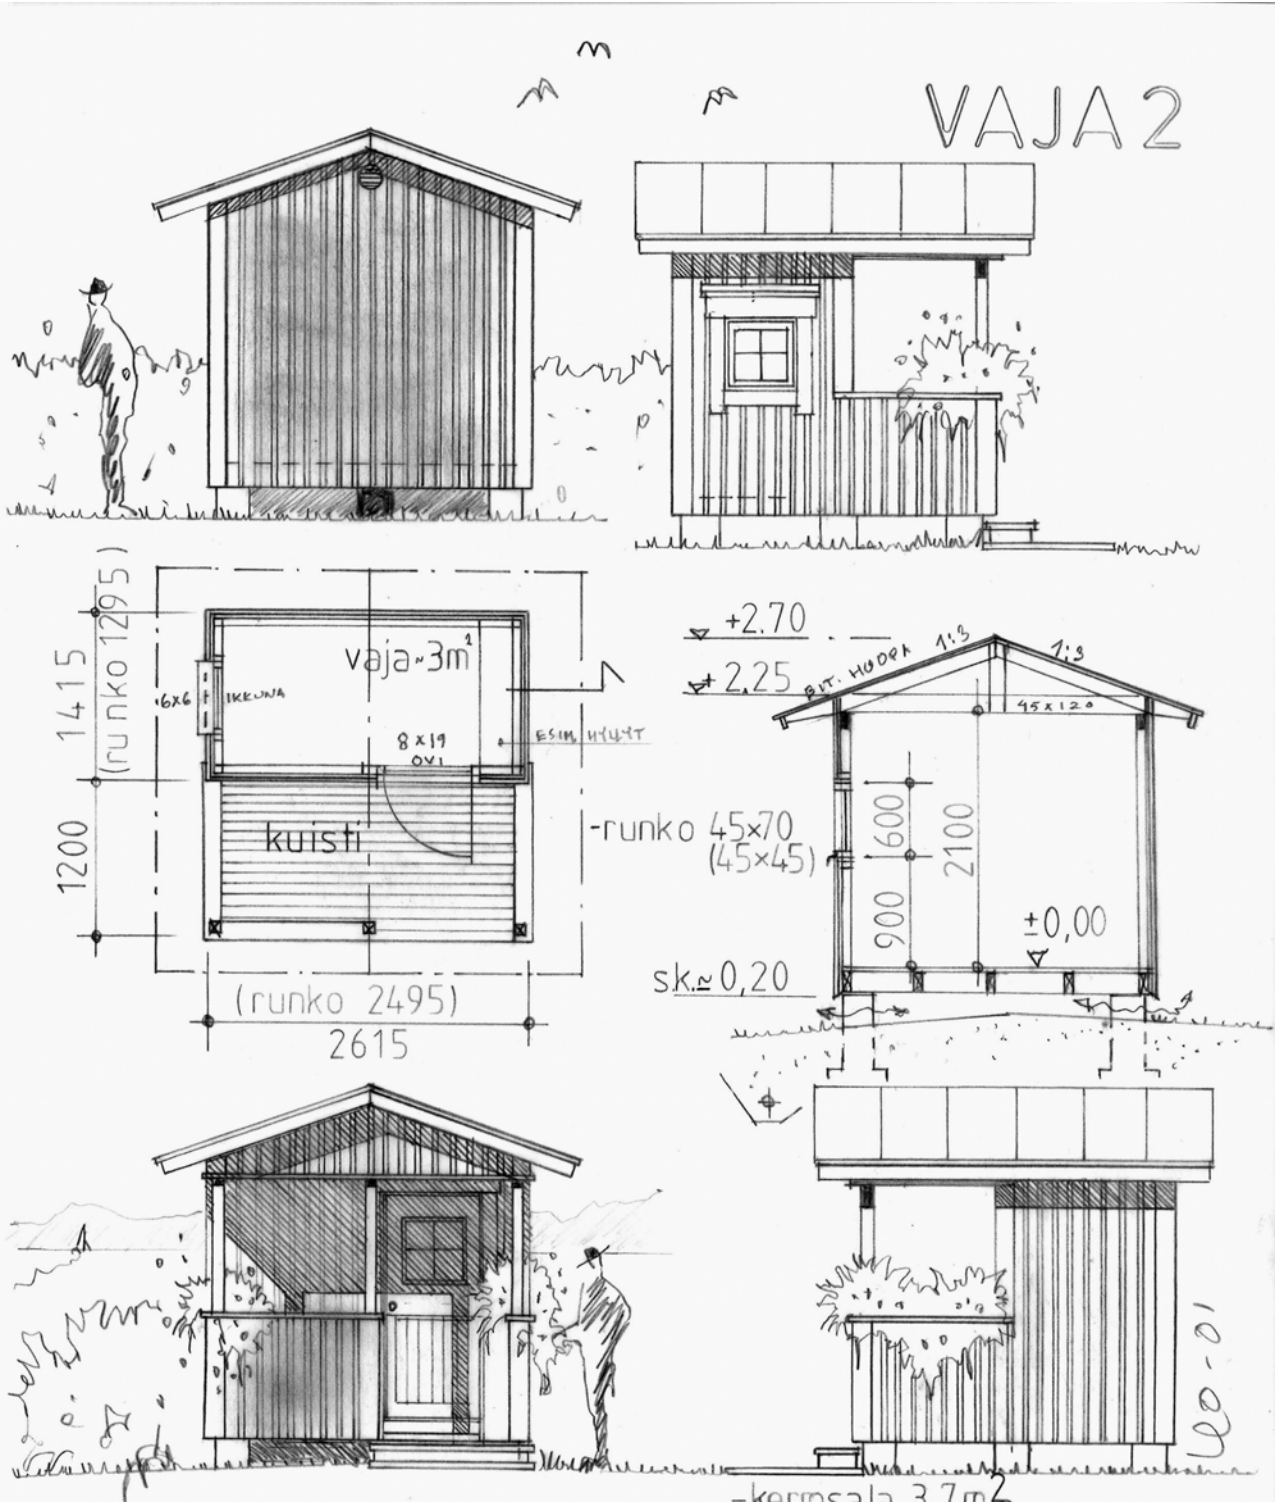 VAJA 2
1415
(runko 1295)
1200
vaja ~3m²
6x6
IKKUNA
8x19
OVI
ESIM. HYLLYT
kuisti
(runko 2495)
2615
+2.70
+2.25
BIT. HUOPA
1:3
1:3
45x120
-runko 45x70
(45x45)
600
900
2100
±0,00
sk.≃0,20
-kerrosala 3,7m2